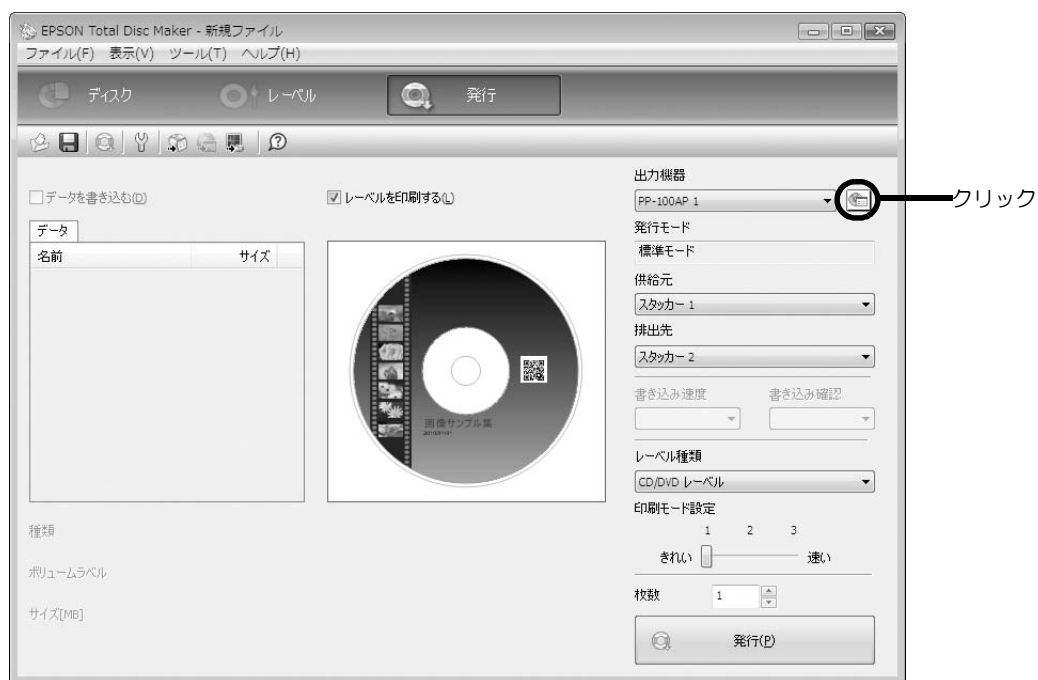 EPSON Total Disc Maker - 新規ファイル
ファイル(F) 表示(V) ツール(T) ヘルプ(H)
ディスク レーベル 発行
データを書き込む(D)
レーベルを印刷する(L)
データ
名前 サイズ
画像サンプル集
種類
ボリュームラベル
サイズ[MB]
出力機器
PP-100AP 1
クリック
発行モード
標準モード
供給元
スタッカー 1
排出先
スタッカー 2
書き込み速度 書き込み確認
レーベル種類
CD/DVD レーベル
印刷モード設定
1 2 3
きれい 速い
枚数 1
発行(P)